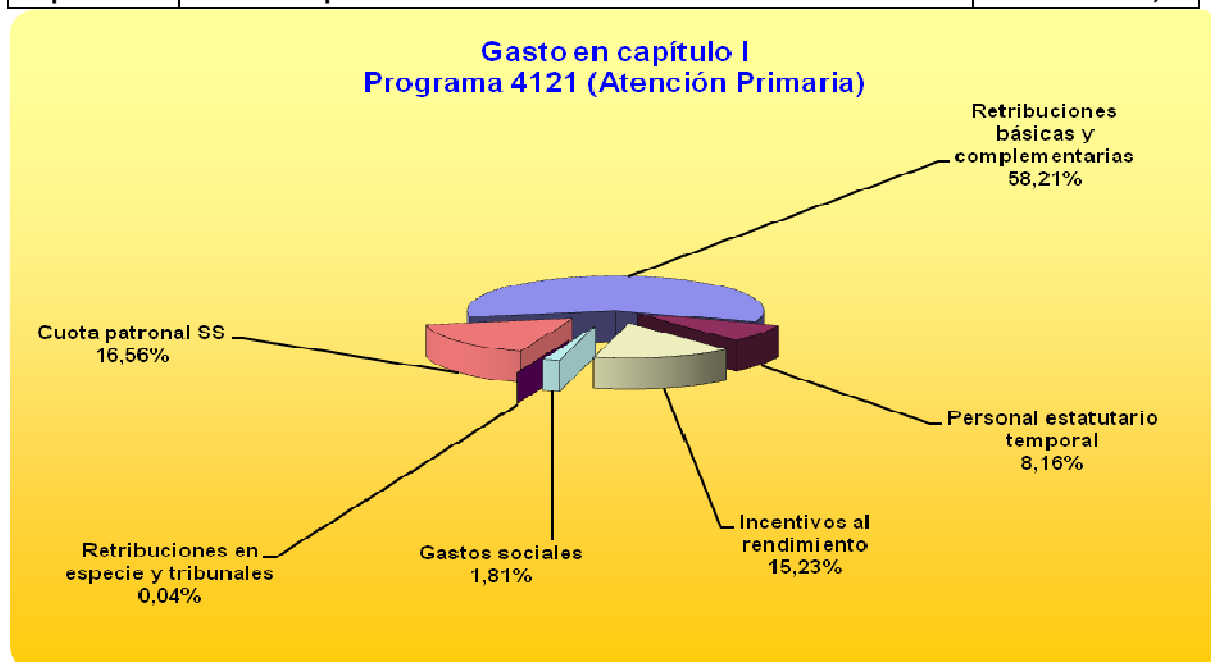 Gasto en capítulo I
Programa 4121 (Atención Primaria)
Retribuciones
básicas y
complementarias
58,21%
Cuota patronal SS
16,56%
Personal estatutario
temporal
8,16%
Incentivos al
rendimiento
15,23%
Gastos sociales
1,81%
Retribuciones en
especie y tribunales
0,04%